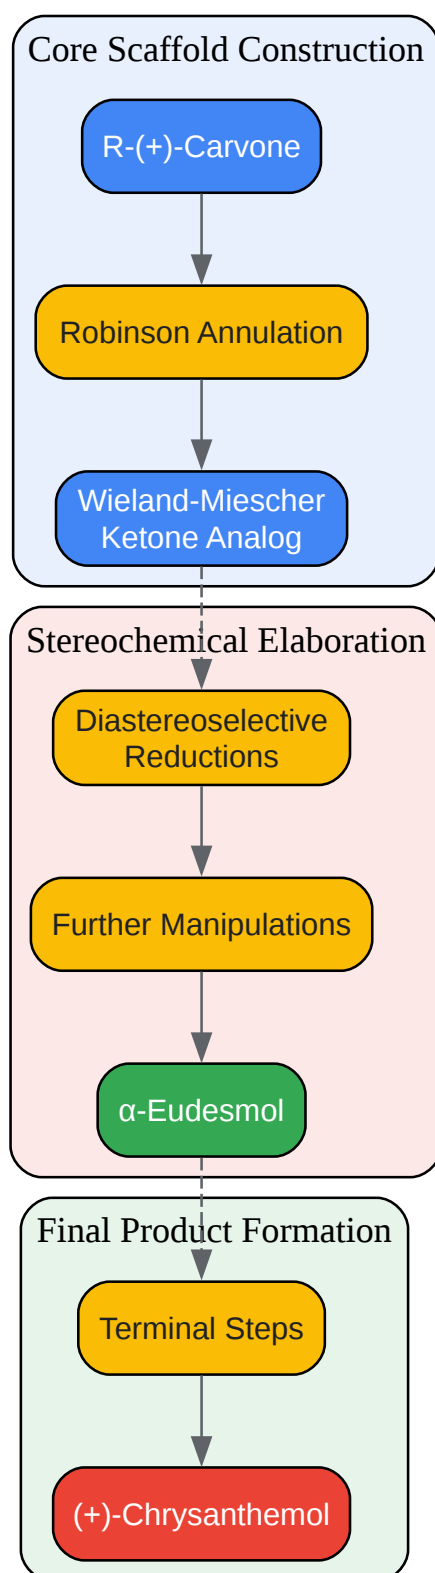 Core Scaffold Construction
R-(+)-Carvone
Robinson Annulation
Wieland-Miescher
Ketone Analog
Stereochemical Elaboration
Diastereoselective
Reductions
Further Manipulations
α-Eudesmol
Final Product Formation
Terminal Steps
(+)-Chrysanthemol